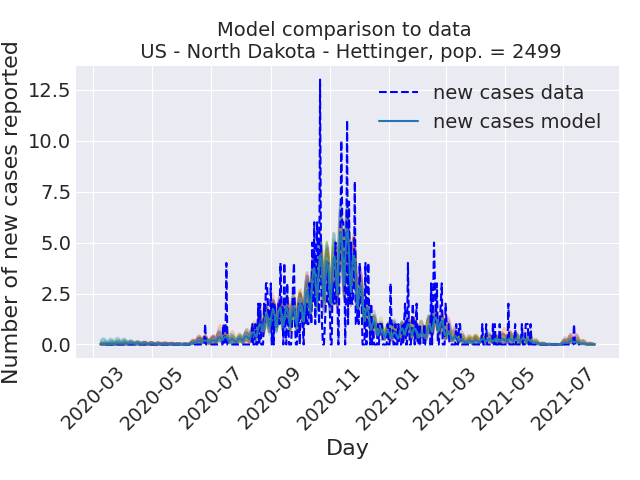 Model comparison to data
US - North Dakota - Hettinger, pop. = 2499
Number of new cases reported
12.5
10.0
7.5
5.0
2.5
0.0
new cases data
new cases model
2020-03
2020-05
2020-07
2020-09
2020-11
2021-01
2021-03
2021-05
2021-07
Day